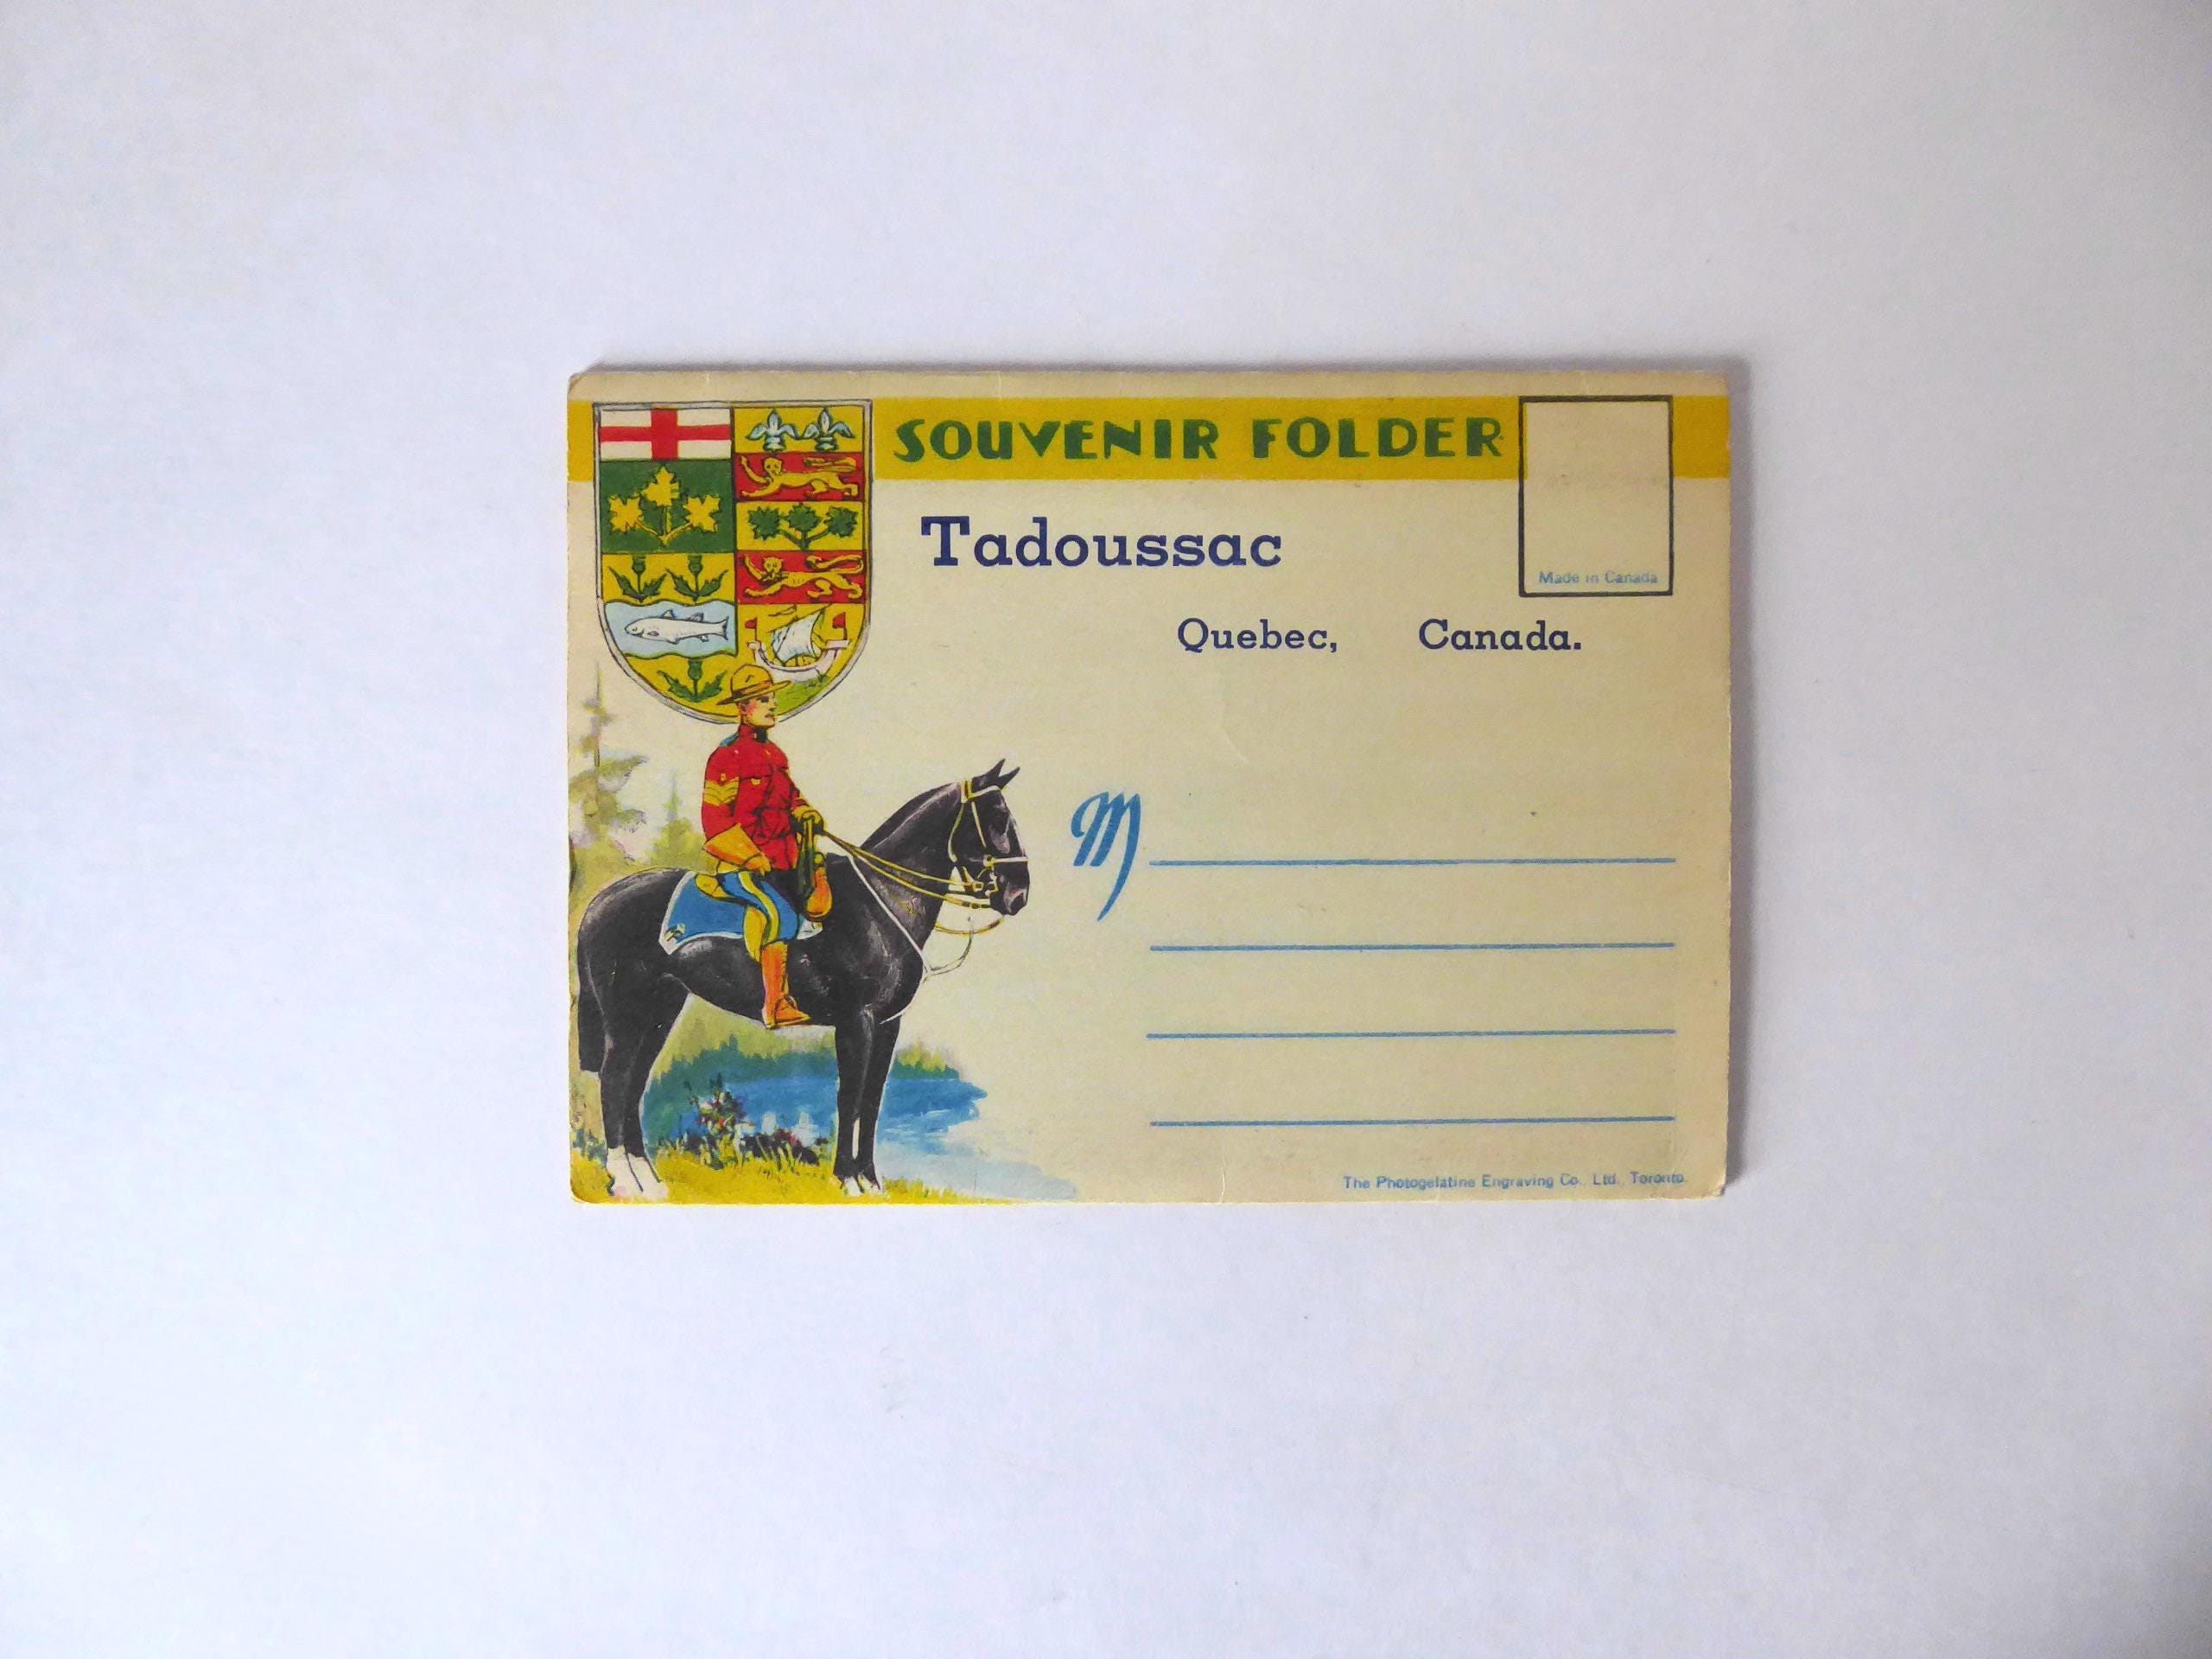 SOUVENIR FOLDER
Tadoussac
Made in Canada
Quebec, Canada.
M
The Photogelatine Engraving Co. Ltd. Toronto.